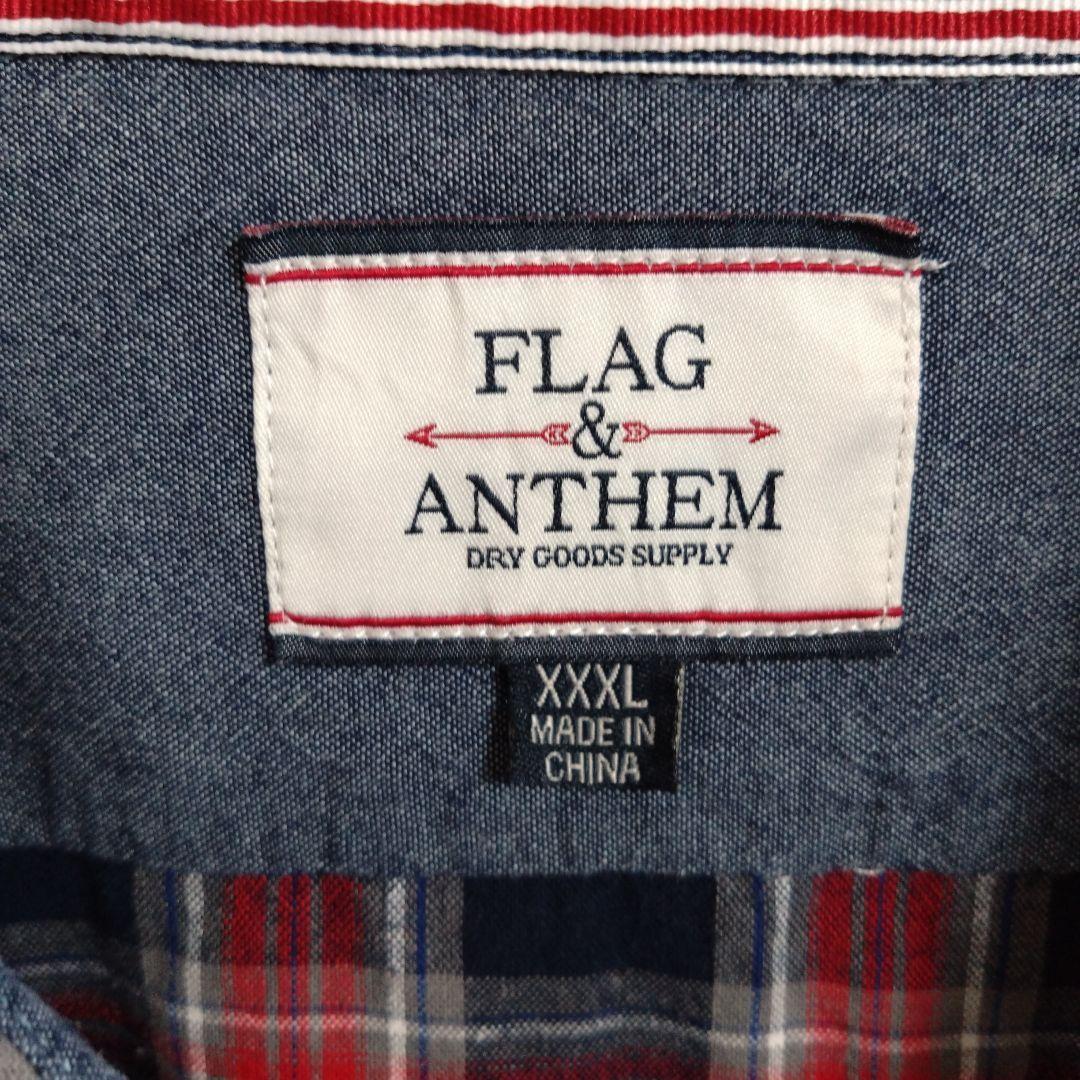 FLAG
&
ANTHEM
DRY GOODS SUPPLY
XXXL
MADE IN
CHINA